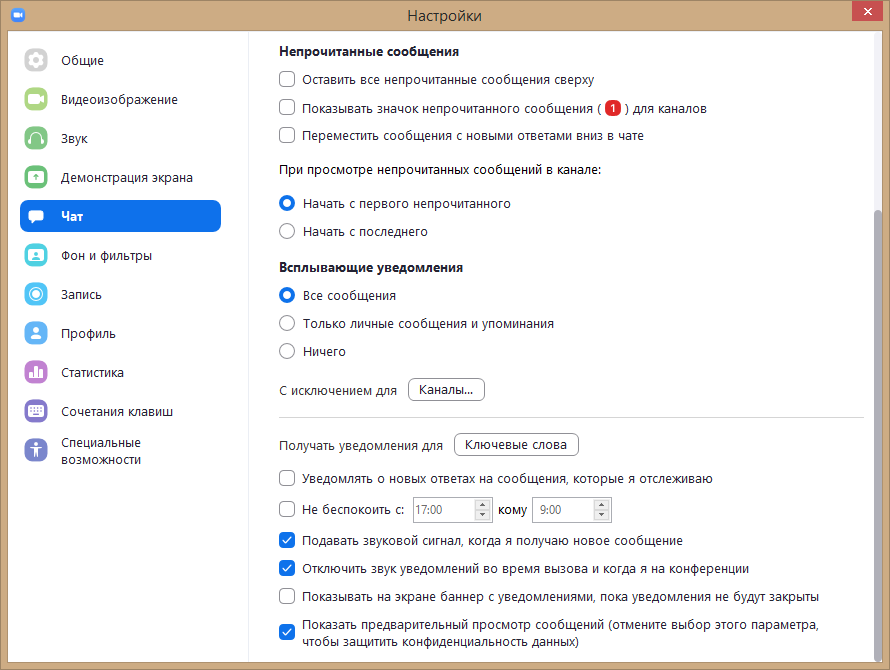 Настройки
Общие
Видеоизображение
Звук
Демонстрация экрана
Чат
Фон и фильтры
Запись
Профиль
Статистика
Сочетания клавиш
Специальные
возможности
Непрочитанные сообщения
Оставить все непрочитанные сообщения сверху
Показывать значок непрочитанного сообщения ( 1 ) для каналов
Переместить сообщения с новыми ответами вниз в чате
При просмотре непрочитанных сообщений в канале:
Начать с первого непрочитанного
Начать с последнего
Всплывающие уведомления
Все сообщения
Только личные сообщения и упоминания
Ничего
С исключением для Каналы...
Получать уведомления для Ключевые слова
Уведомлять о новых ответах на сообщения, которые я отслеживаю
Не беспокоить с: 17:00 кому 9:00
Подавать звуковой сигнал, когда я получаю новое сообщение
Отключить звук уведомлений во время вызова и когда я на конференции
Показывать на экране баннер с уведомлениями, пока уведомления не будут закрыты
Показать предварительный просмотр сообщений (отмените выбор этого параметра,
чтобы защитить конфиденциальность данных)